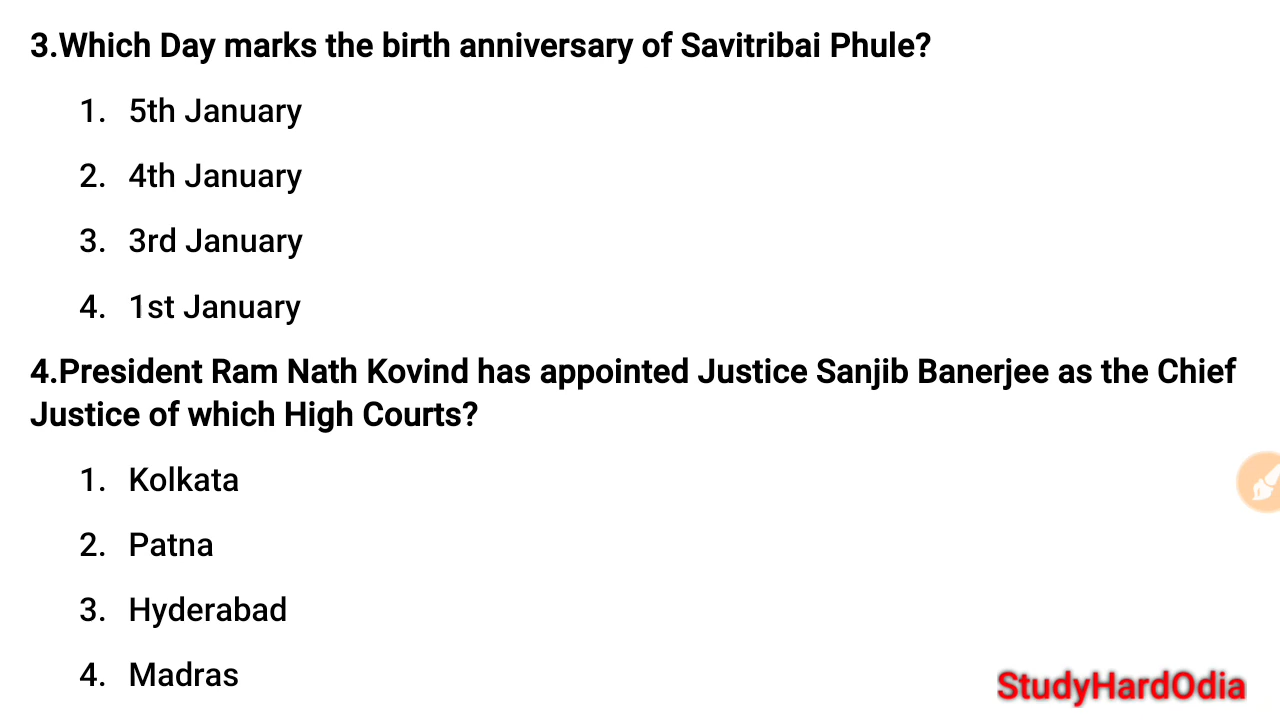 3.Which Day marks the birth anniversary of Savitribai Phule?
1. 5th January
2. 4th January
3. 3rd January
4. 1st January
4.President Ram Nath Kovind has appointed Justice Sanjib Banerjee as the Chief
Justice of which High Courts?
1. Kolkata
2. Patna
3. Hyderabad
4. Madras
StudyHardOdia